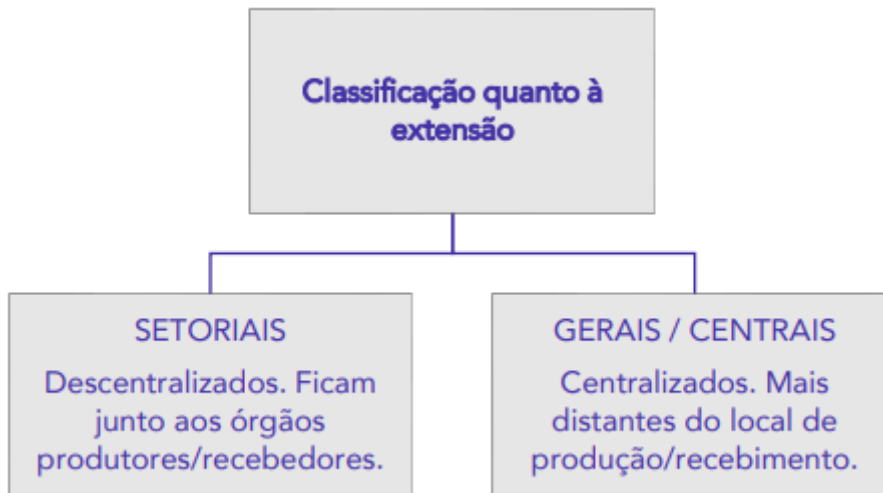 Classificação quanto à
extensão
SETORIAIS
Descentralizados. Ficam
junto aos órgãos
produtores/recebedores.
GERAIS / CENTRAIS
Centralizados. Mais
distantes do local de
produção/recebimento.